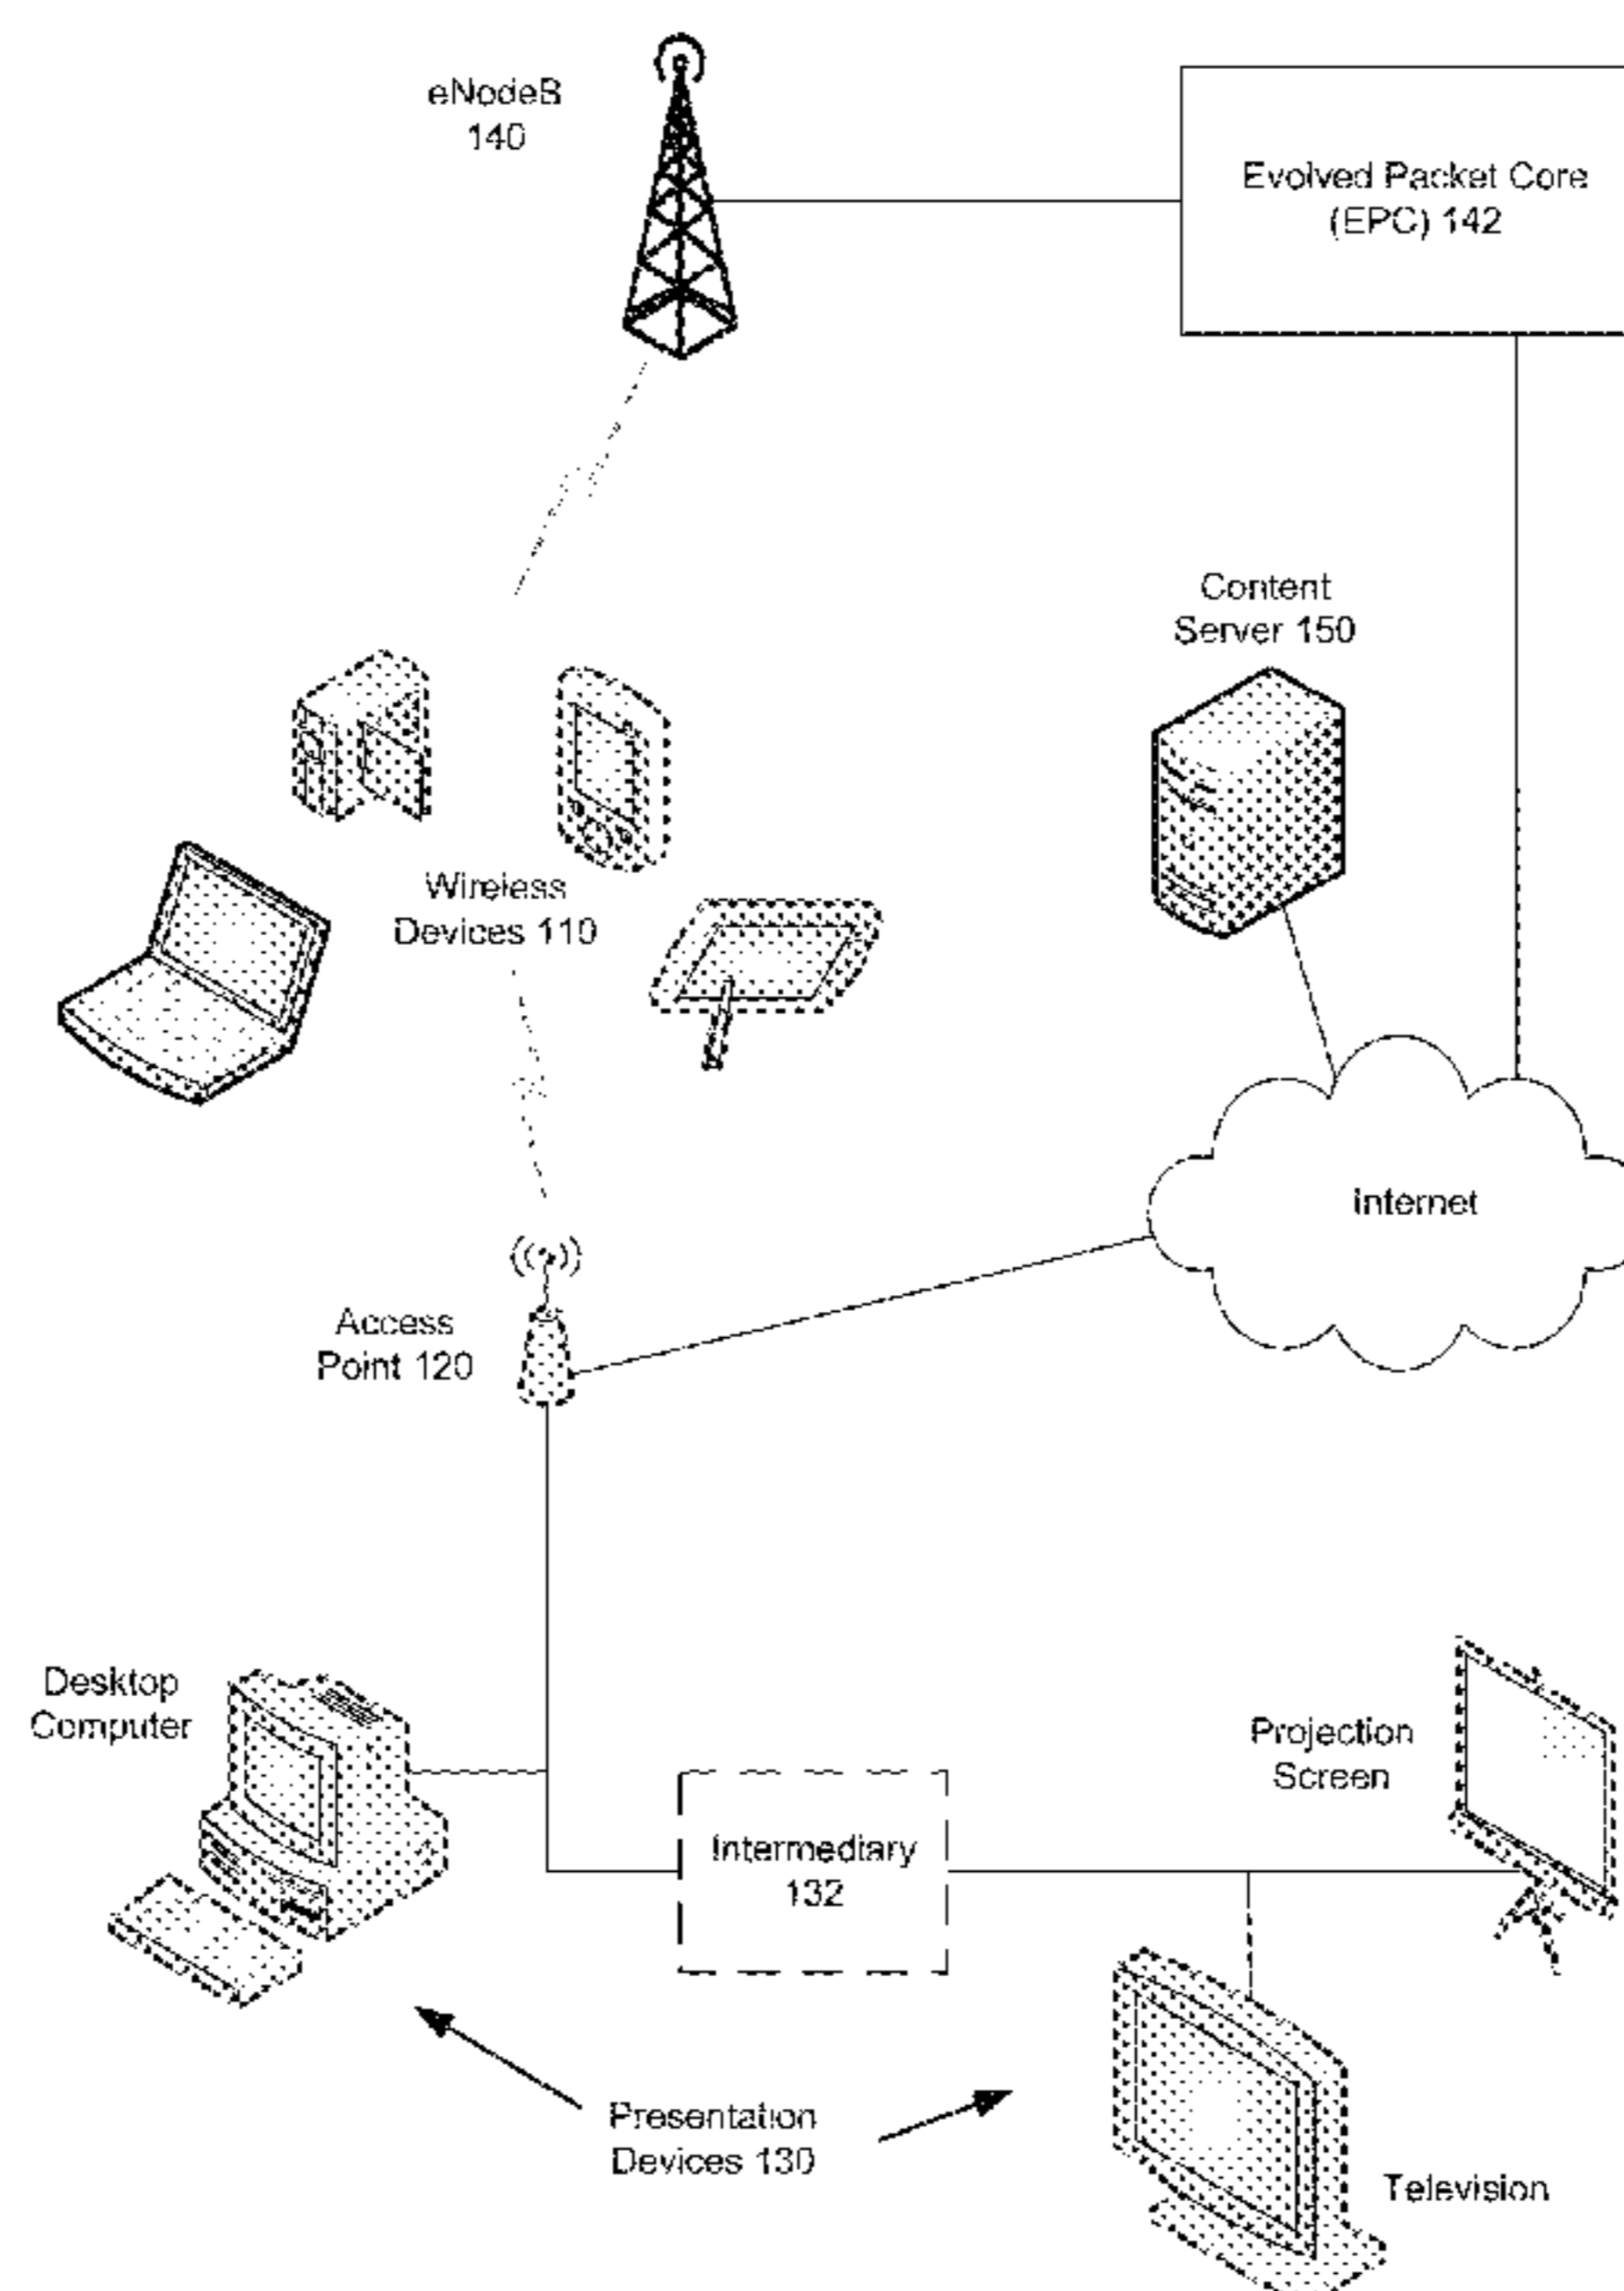 eNodeB
140
Evolved Packet Core
(EPC) 142
Content
Server 150
Wireless
Devices 110
Internet
Access
Point 120
Desktop
Computer
Projection
Screen
Intermediary
132
Presentation
Devices 130
Television